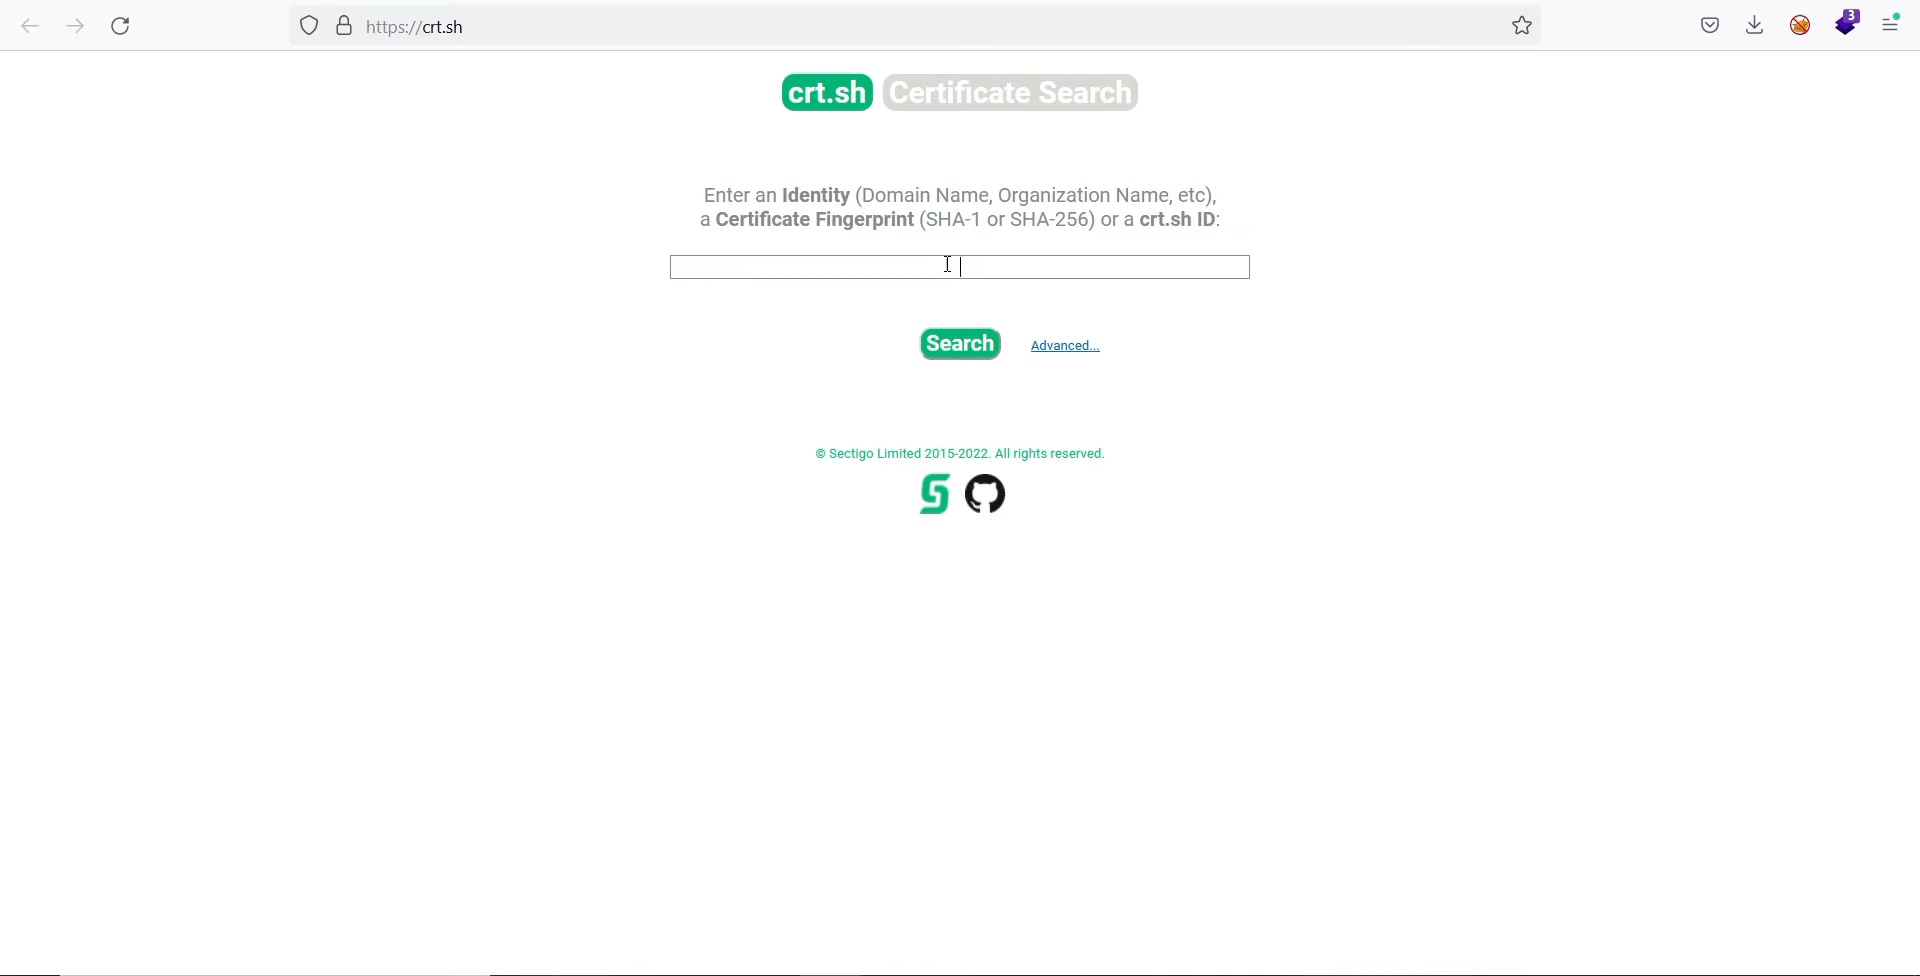 https://crt.sh
3
crt.sh Certificate Search
Enter an Identity (Domain Name, Organization Name, etc),
a Certificate Fingerprint (SHA-1 or SHA-256) or a crt.sh ID:
Search Advanced...
© Sectigo Limited 2015-2022. All rights reserved.